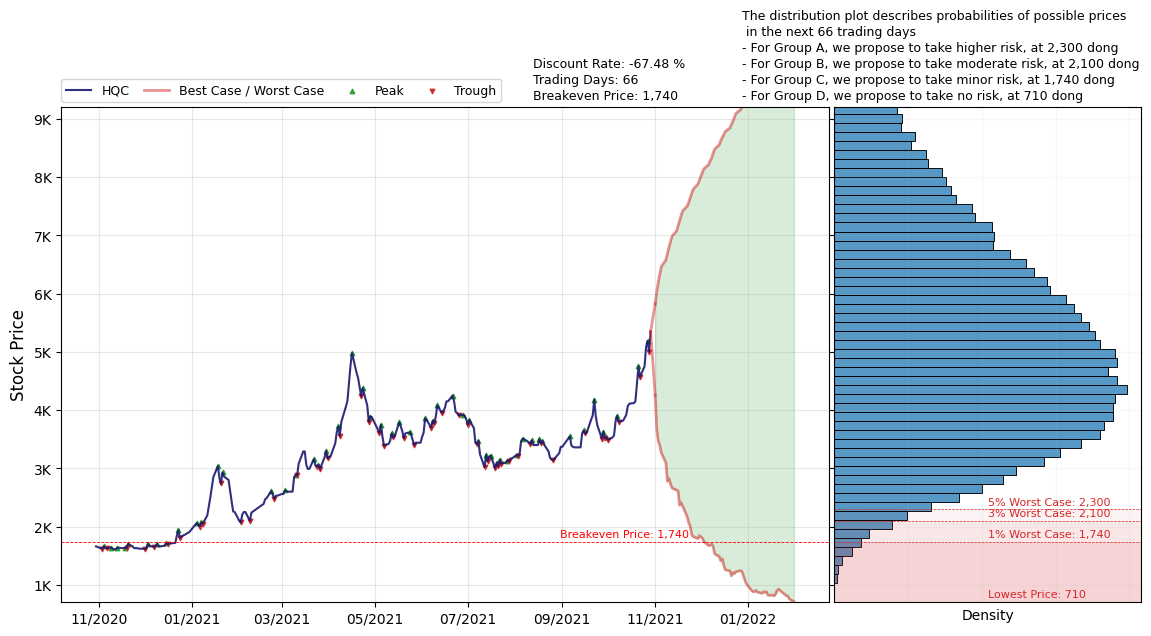 The distribution plot describes probabilities of possible prices
in the next 66 trading days
- For Group A, we propose to take higher risk, at 2,300 dong
- For Group B, we propose to take moderate risk, at 2,100 dong
- For Group C, we propose to take minor risk, at 1,740 dong
- For Group D, we propose to take no risk, at 710 dong
Discount Rate: -67.48 %
Trading Days: 66
Breakeven Price: 1,740
HQC
Best Case / Worst Case
Peak
Trough
Stock Price
9K
8K
7K
6K
5K
4K
3K
2K
1K
Breakeven Price: 1,740
5% Worst Case: 2,300
3% Worst Case: 2,100
1% Worst Case: 1,740
Lowest Price: 710
11/2020
01/2021
03/2021
05/2021
07/2021
09/2021
11/2021
01/2022
Density